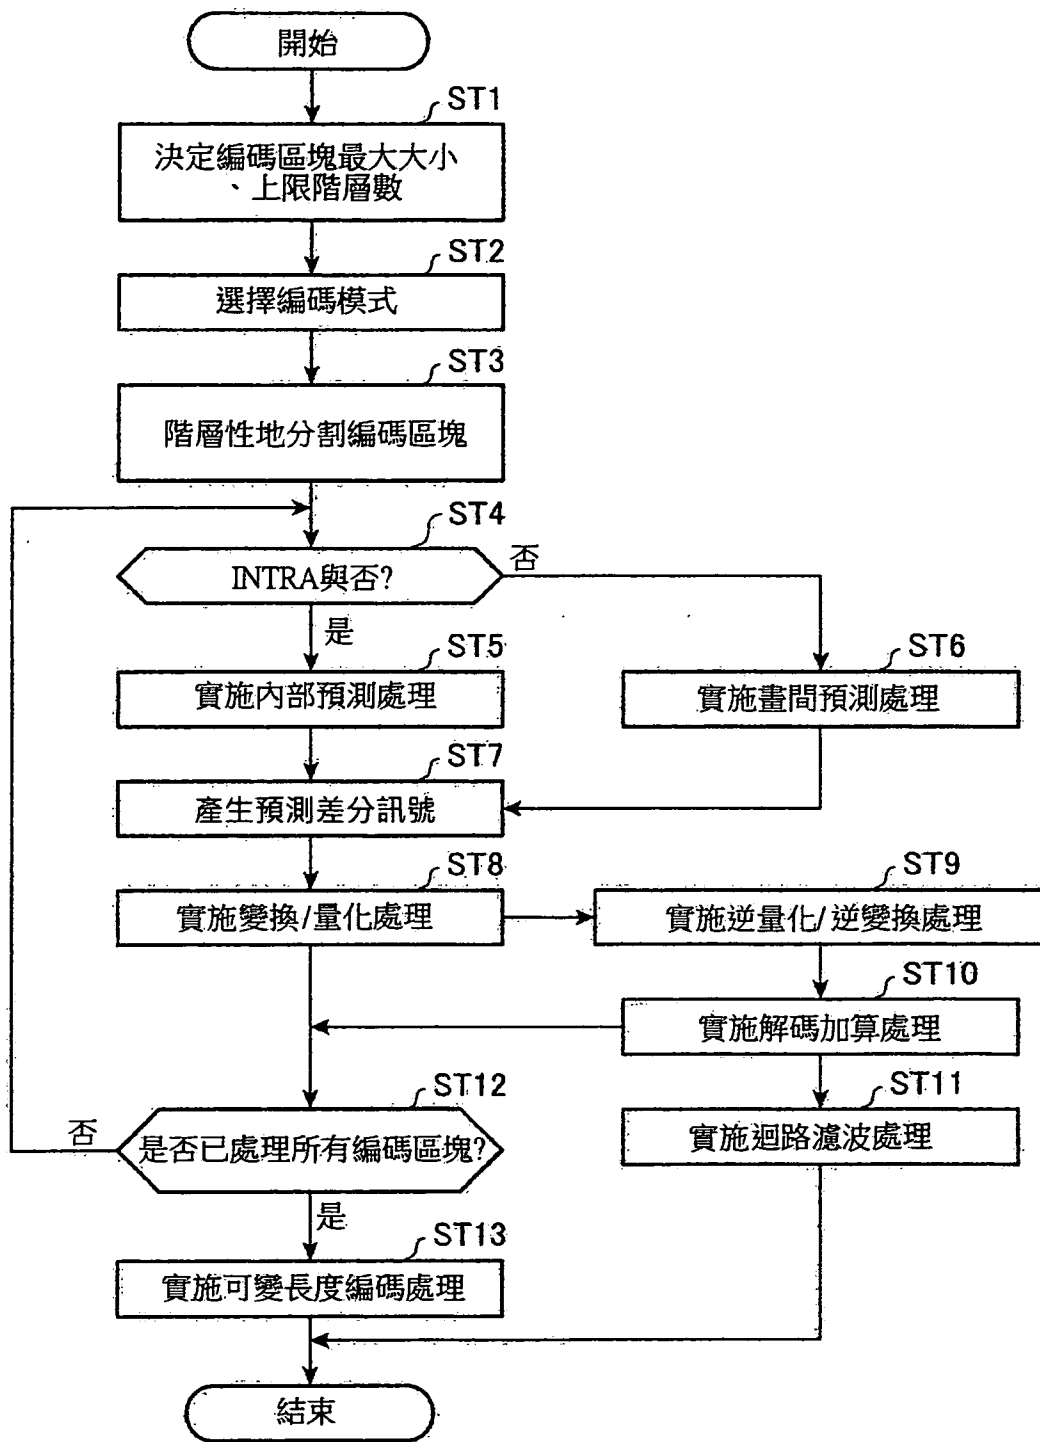 開始
ST1
決定編碼區塊最大大小
、上限階層數
ST2
選擇編碼模式
ST3
階層性地分割編碼區塊
ST4
INTRA與否?
否
是
ST5
實施內部預測處理
ST6
實施畫間預測處理
ST7
產生預測差分訊號
ST8
實施變換/量化處理
ST9
實施逆量化/逆變換處理
ST10
實施解碼加算處理
ST11
實施迴路濾波處理
ST12
是否已處理所有編碼區塊?
否
是
ST13
實施可變長度編碼處理
結束